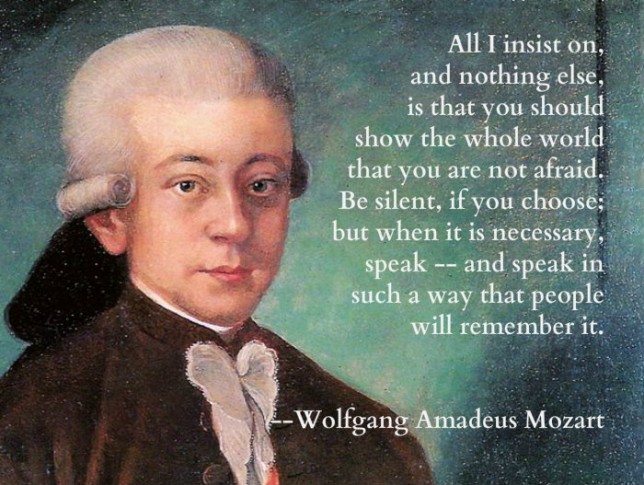 All I insist on,
and nothing else,
is that you should
show the whole world
that you are not afraid.
Be silent, if you choose;
but when it is necessary,
speak -- and speak in
such a way that people
will remember it.
--Wolfgang Amadeus Mozart